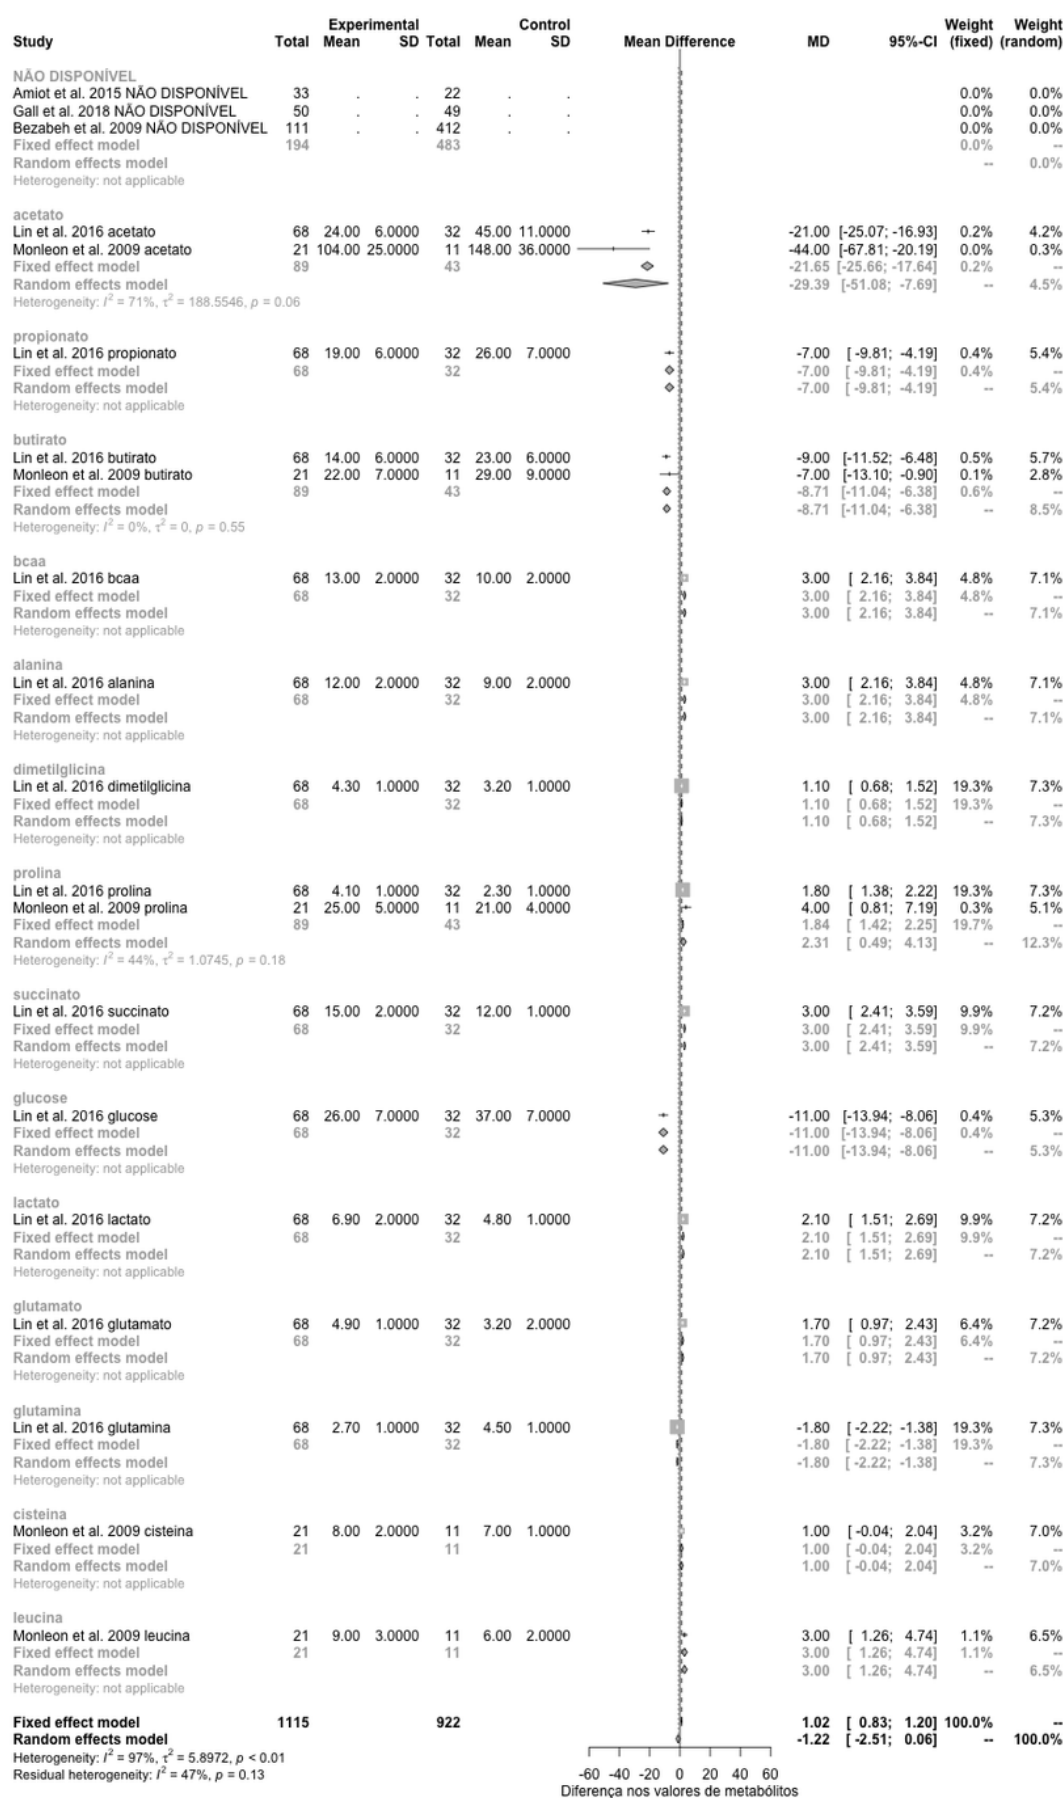 Experimental Control Weight Weight
Study Total Mean SD Total Mean SD Mean Difference MD 95%-CI (fixed) (random)
NÃO DISPONÍVEL
Amiot et al. 2015 NÃO DISPONÍVEL 33 . . 22 . . 0.0% 0.0%
Gall et al. 2018 NÃO DISPONÍVEL 50 . . 49 . . 0.0% 0.0%
Bezabeh et al. 2009 NÃO DISPONÍVEL 111 . . 412 . . 0.0% 0.0%
Fixed effect model 194 483 0.0% --
Random effects model -- 0.0%
Heterogeneity: not applicable
acetato
Lin et al. 2016 acetato 68 24.00 6.0000 32 45.00 11.0000 -21.00 [-25.07; -16.93] 0.2% 4.2%
Monleon et al. 2009 acetato 21 104.00 25.0000 11 148.00 36.0000 -44.00 [-67.81; -20.19] 0.0% 0.3%
Fixed effect model 89 43 -21.65 [-25.66; -17.64] 0.2% --
Random effects model -29.39 [-51.08; -7.69] -- 4.5%
Heterogeneity: I² = 71%, τ² = 188.5546, p = 0.06
propionato
Lin et al. 2016 propionato 68 19.00 6.0000 32 26.00 7.0000 -7.00 [ -9.81; -4.19] 0.4% 5.4%
Fixed effect model 68 32 -7.00 [ -9.81; -4.19] 0.4% --
Random effects model -7.00 [ -9.81; -4.19] -- 5.4%
Heterogeneity: not applicable
butirato
Lin et al. 2016 butirato 68 14.00 6.0000 32 23.00 6.0000 -9.00 [-11.52; -6.48] 0.5% 5.7%
Monleon et al. 2009 butirato 21 22.00 7.0000 11 29.00 9.0000 -7.00 [-13.10; -0.90] 0.1% 2.8%
Fixed effect model 89 43 -8.71 [-11.04; -6.38] 0.6% --
Random effects model -8.71 [-11.04; -6.38] -- 8.5%
Heterogeneity: I² = 0%, τ² = 0, p = 0.55
bcaa
Lin et al. 2016 bcaa 68 13.00 2.0000 32 10.00 2.0000 3.00 [ 2.16; 3.84] 4.8% 7.1%
Fixed effect model 68 32 3.00 [ 2.16; 3.84] 4.8% --
Random effects model 3.00 [ 2.16; 3.84] -- 7.1%
Heterogeneity: not applicable
alanina
Lin et al. 2016 alanina 68 12.00 2.0000 32 9.00 2.0000 3.00 [ 2.16; 3.84] 4.8% 7.1%
Fixed effect model 68 32 3.00 [ 2.16; 3.84] 4.8% --
Random effects model 3.00 [ 2.16; 3.84] -- 7.1%
Heterogeneity: not applicable
dimetilglicina
Lin et al. 2016 dimetilglicina 68 4.30 1.0000 32 3.20 1.0000 1.10 [ 0.68; 1.52] 19.3% 7.3%
Fixed effect model 68 32 1.10 [ 0.68; 1.52] 19.3% --
Random effects model 1.10 [ 0.68; 1.52] -- 7.3%
Heterogeneity: not applicable
prolina
Lin et al. 2016 prolina 68 4.10 1.0000 32 2.30 1.0000 1.80 [ 1.38; 2.22] 19.3% 7.3%
Monleon et al. 2009 prolina 21 25.00 5.0000 11 21.00 4.0000 4.00 [ 0.81; 7.19] 0.3% 5.1%
Fixed effect model 89 43 1.84 [ 1.42; 2.25] 19.7% --
Random effects model 2.31 [ 0.49; 4.13] -- 12.3%
Heterogeneity: I² = 44%, τ² = 1.0745, p = 0.18
succinato
Lin et al. 2016 succinato 68 15.00 2.0000 32 12.00 1.0000 3.00 [ 2.41; 3.59] 9.9% 7.2%
Fixed effect model 68 32 3.00 [ 2.41; 3.59] 9.9% --
Random effects model 3.00 [ 2.41; 3.59] -- 7.2%
Heterogeneity: not applicable
glucose
Lin et al. 2016 glucose 68 26.00 7.0000 32 37.00 7.0000 -11.00 [-13.94; -8.06] 0.4% 5.3%
Fixed effect model 68 32 -11.00 [-13.94; -8.06] 0.4% --
Random effects model -11.00 [-13.94; -8.06] -- 5.3%
Heterogeneity: not applicable
lactato
Lin et al. 2016 lactato 68 6.90 2.0000 32 4.80 1.0000 2.10 [ 1.51; 2.69] 9.9% 7.2%
Fixed effect model 68 32 2.10 [ 1.51; 2.69] 9.9% --
Random effects model 2.10 [ 1.51; 2.69] -- 7.2%
Heterogeneity: not applicable
glutamato
Lin et al. 2016 glutamato 68 4.90 1.0000 32 3.20 2.0000 1.70 [ 0.97; 2.43] 6.4% 7.2%
Fixed effect model 68 32 1.70 [ 0.97; 2.43] 6.4% --
Random effects model 1.70 [ 0.97; 2.43] -- 7.2%
Heterogeneity: not applicable
glutamina
Lin et al. 2016 glutamina 68 2.70 1.0000 32 4.50 1.0000 -1.80 [ -2.22; -1.38] 19.3% 7.3%
Fixed effect model 68 32 -1.80 [ -2.22; -1.38] 19.3% --
Random effects model -1.80 [ -2.22; -1.38] -- 7.3%
Heterogeneity: not applicable
cisteina
Monleon et al. 2009 cisteina 21 8.00 2.0000 11 7.00 1.0000 1.00 [ -0.04; 2.04] 3.2% 7.0%
Fixed effect model 21 11 1.00 [ -0.04; 2.04] 3.2% --
Random effects model 1.00 [ -0.04; 2.04] -- 7.0%
Heterogeneity: not applicable
leucina
Monleon et al. 2009 leucina 21 9.00 3.0000 11 6.00 2.0000 3.00 [ 1.26; 4.74] 1.1% 6.5%
Fixed effect model 21 11 3.00 [ 1.26; 4.74] 1.1% --
Random effects model 3.00 [ 1.26; 4.74] -- 6.5%
Heterogeneity: not applicable
Fixed effect model 1115 922 1.02 [ 0.83; 1.20] 100.0% --
Random effects model -1.22 [ -2.51; 0.06] -- 100.0%
Heterogeneity: I² = 97%, τ² = 5.8972, p < 0.01
Residual heterogeneity: I² = 47%, p = 0.13
-60 -40 -20 0 20 40 60
Diferença nos valores de metabólitos